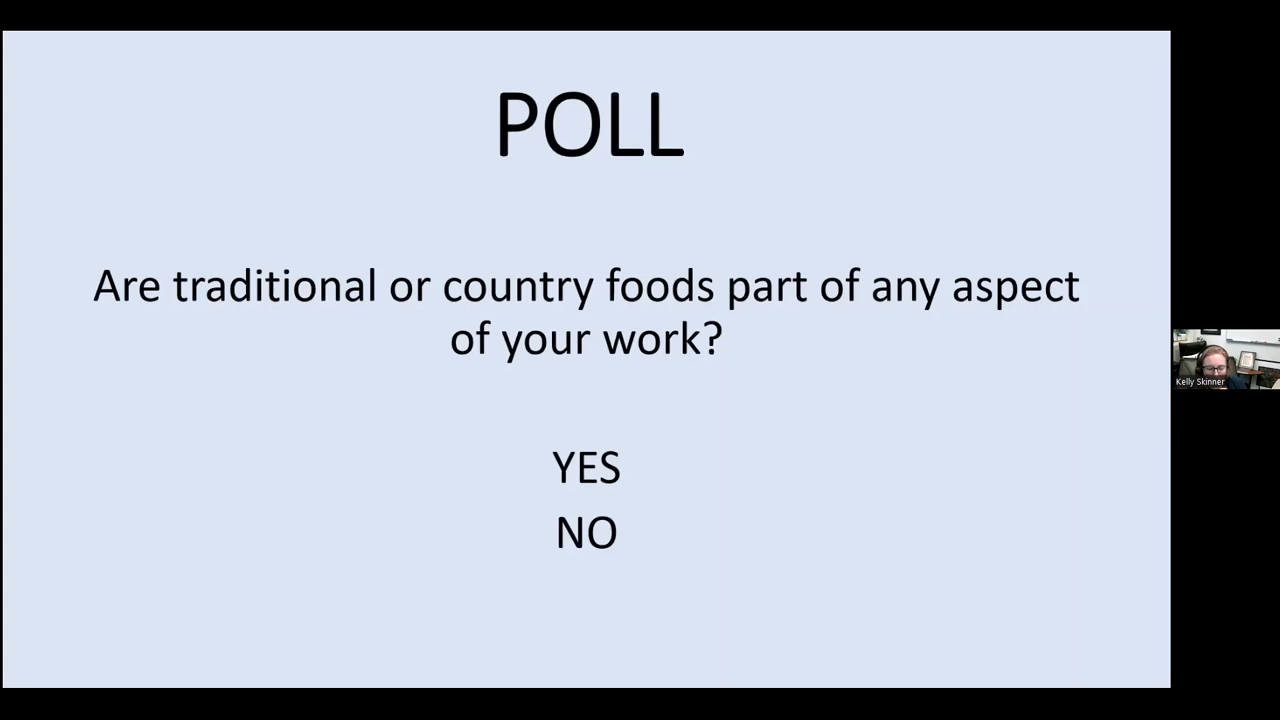 POLL
Are traditional or country foods part of any aspect
of your work?
YES
NO
Kelly Skinner